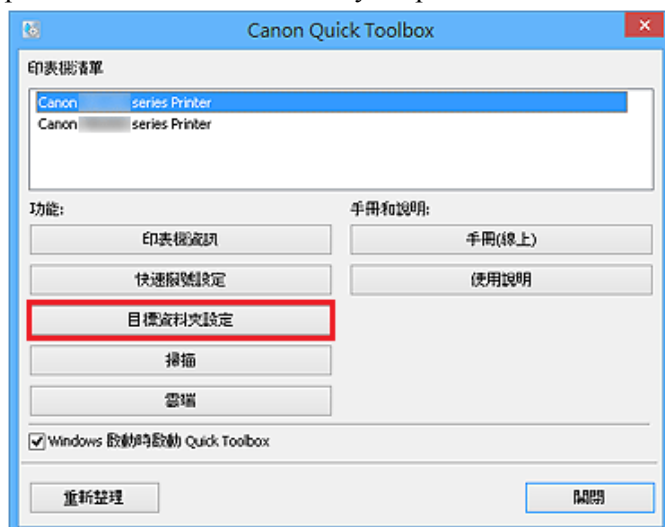 Canon Quick Toolbox
印表機清單
Canon series Printer
Canon series Printer
功能:
手冊和說明:
印表機資訊
手冊(線上)
快速撥號設定
使用說明
目標資料夾設定
掃描
雲端
Windows 啟動時啟動 Quick Toolbox
重新整理
關閉